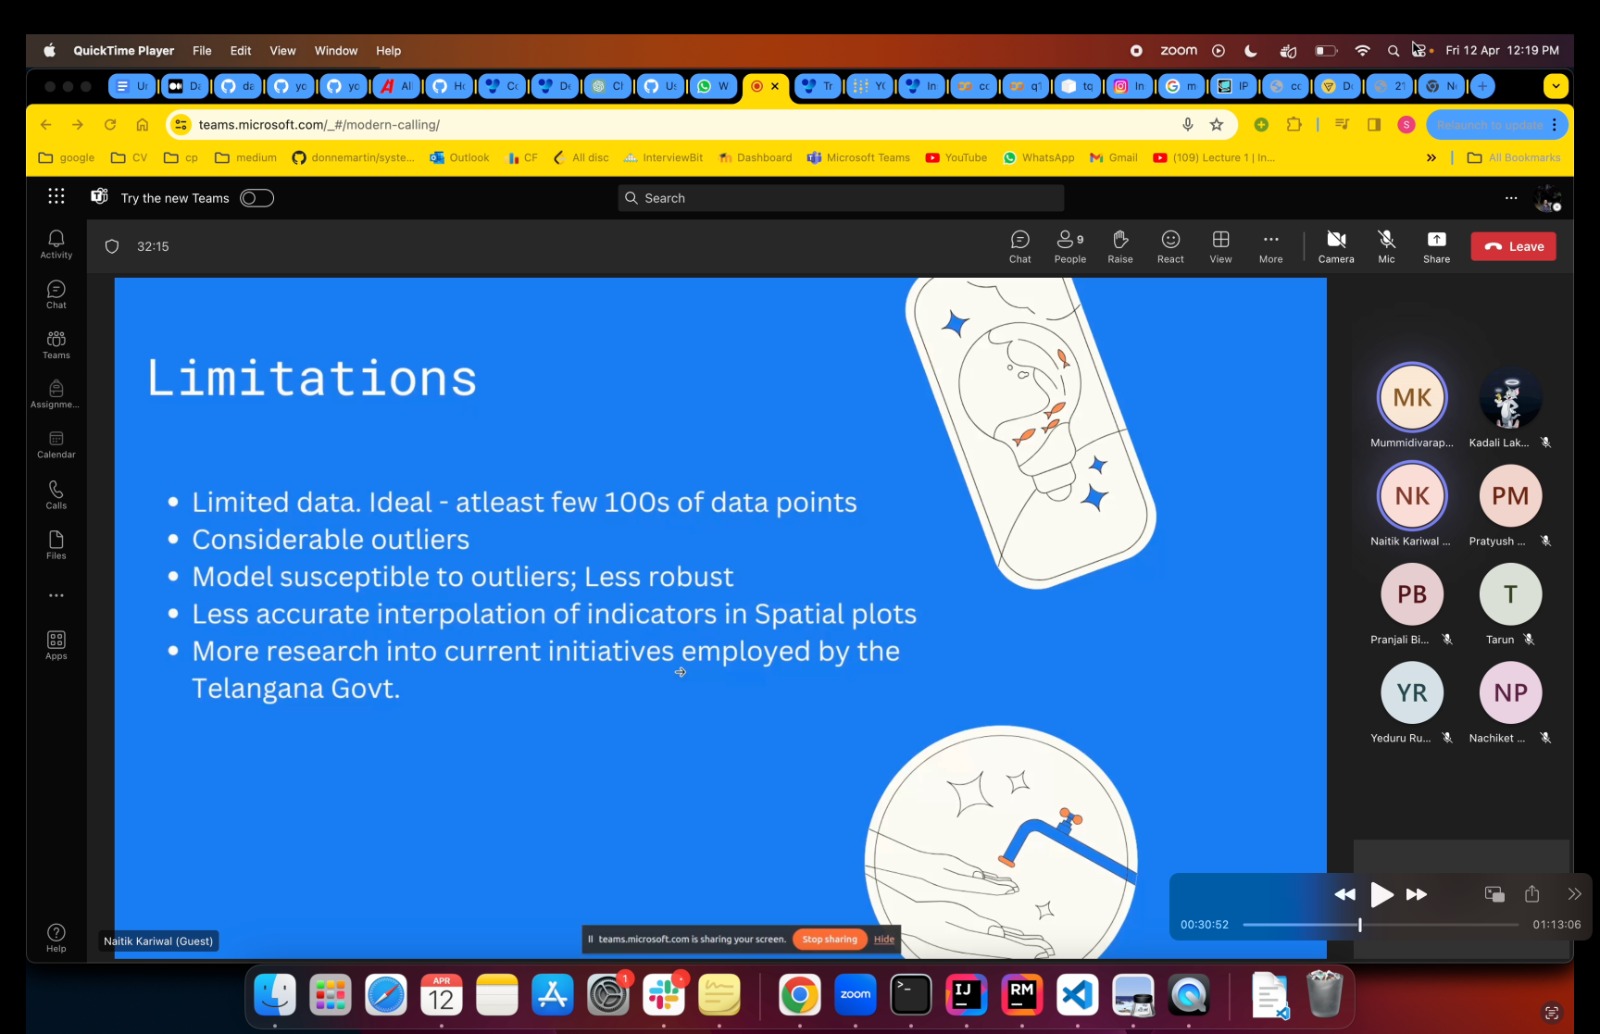 QuickTime Player File Edit View Window Help
zoom Fri 12 Apr 12:19 PM
teams.microsoft.com/_#/modern-calling/
Relaunch to update
google CV cp medium donnemartin/syste... Outlook CF All disc InterviewBit Dashboard Microsoft Teams YouTube WhatsApp Gmail (109) Lecture 1 | In... » All Bookmarks
Try the new Teams
Search
Activity
Chat
Teams
Assignme...
Calendar
Calls
Files
Apps
Help
32:15
Chat
9
People
Raise
React
View
More
Camera
Mic
Share
Leave
Limitations
• Limited data. Ideal - atleast few 100s of data points
• Considerable outliers
• Model susceptible to outliers; Less robust
• Less accurate interpolation of indicators in Spatial plots
• More research into current initiatives employed by the
Telangana Govt.
MK
Mummidivarap...
Kadali Lak...
NK
Naitik Kariwal ...
PM
Pratyush ...
PB
Pranjali Bi...
T
Tarun
YR
Yeduru Ru...
NP
Nachiket ...
00:30:52 01:13:06
Naitik Kariwal (Guest)
teams.microsoft.com is sharing your screen. Stop sharing Hide
APR
12
1
zoom
IJ
RM